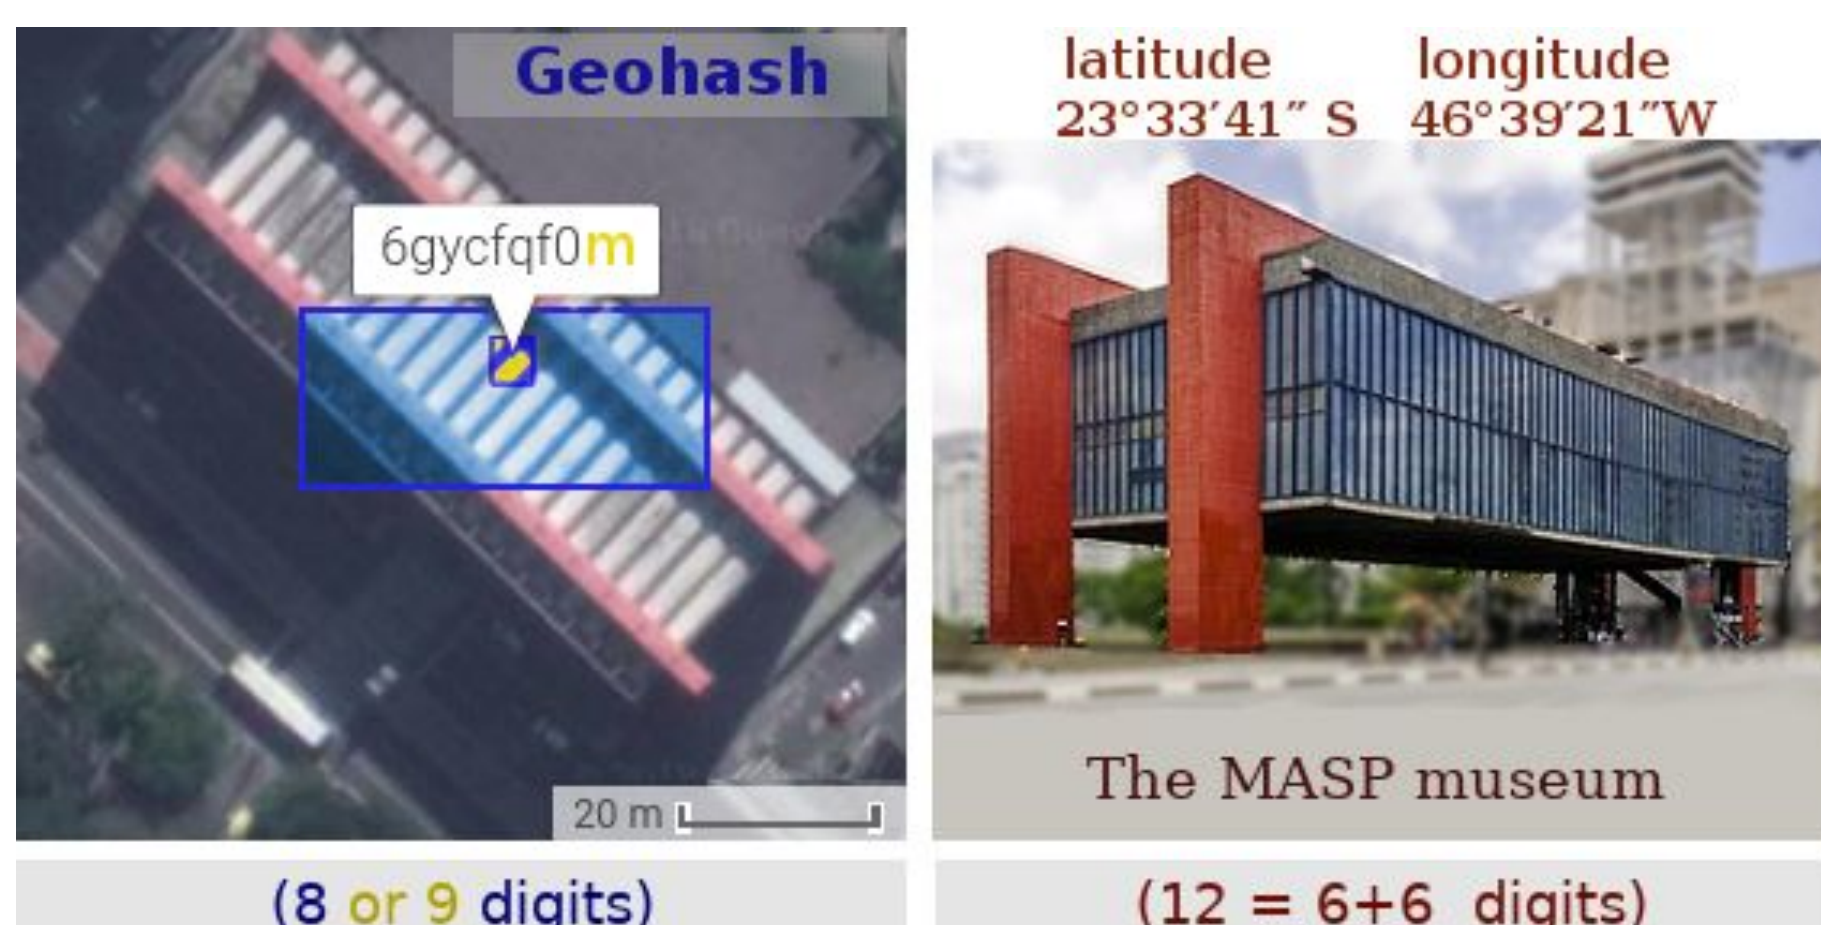 Geohash
6gycfqf0m
20 m
(8 or 9 digits)
latitude longitude
23°33′41″ S 46°39′21″W
The MASP museum
(12 = 6+6 digits)